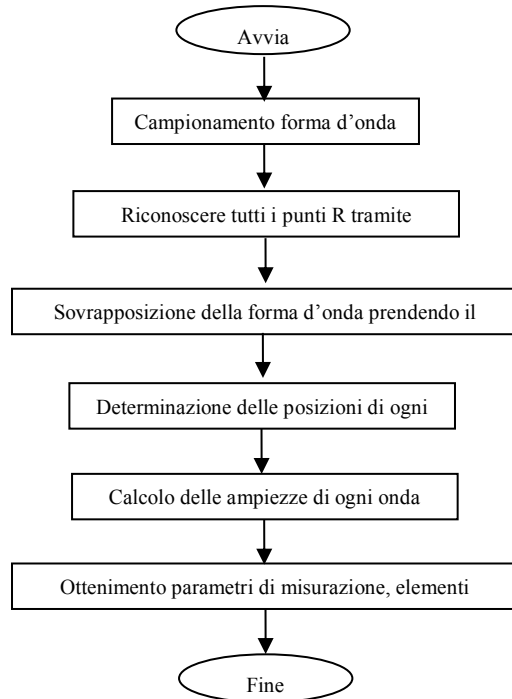 Avvia
Campionamento forma d’onda
Riconoscere tutti i punti R tramite
Sovrapposizione della forma d’onda prendendo il
Determinazione delle posizioni di ogni
Calcolo delle ampiezze di ogni onda
Ottenimento parametri di misurazione, elementi
Fine